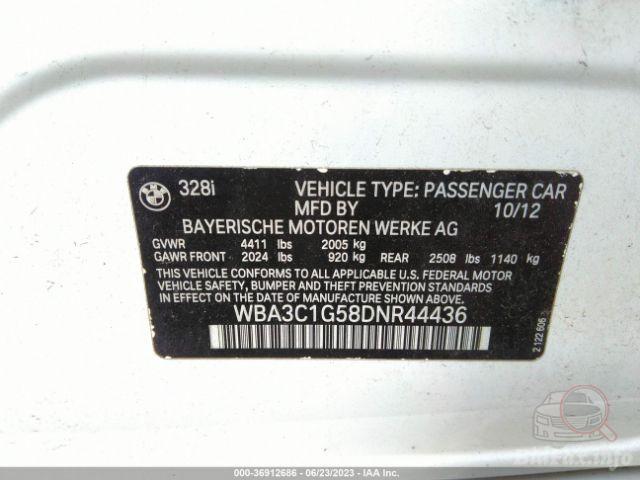 BMW
328i VEHICLE TYPE: PASSENGER CAR
MFD BY 10/12
BAYERISCHE MOTOREN WERKE AG
GVWR 4411 lbs 2005 kg
GAWR FRONT 2024 lbs 920 kg REAR 2508 lbs 1140 kg
THIS VEHICLE CONFORMS TO ALL APPLICABLE U.S. FEDERAL MOTOR
VEHICLE SAFETY, BUMPER AND THEFT PREVENTION STANDARDS
IN EFFECT ON THE DATE OF MANUFACTURE SHOWN ABOVE.
WBA3C1G58DNR44436
2 122 606
000-36912686 - 06/23/2023 - IAA Inc.